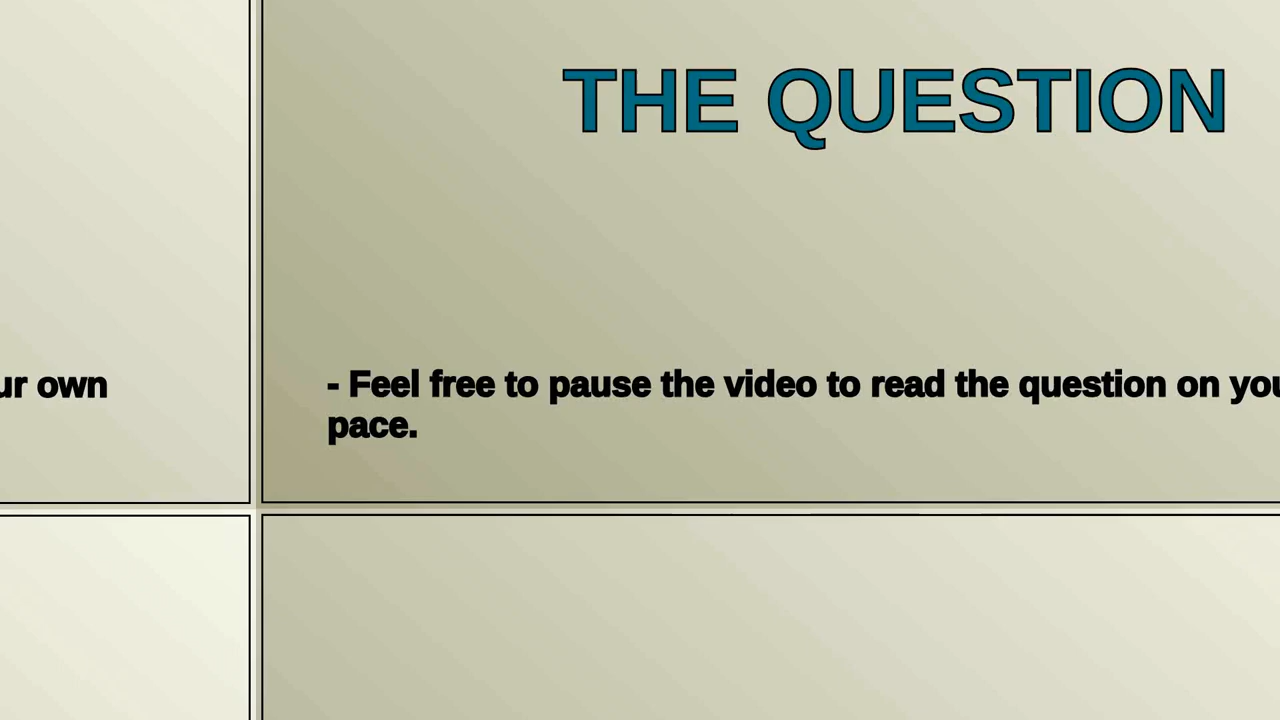 THE QUESTION
ur own
- Feel free to pause the video to read the question on you
pace.